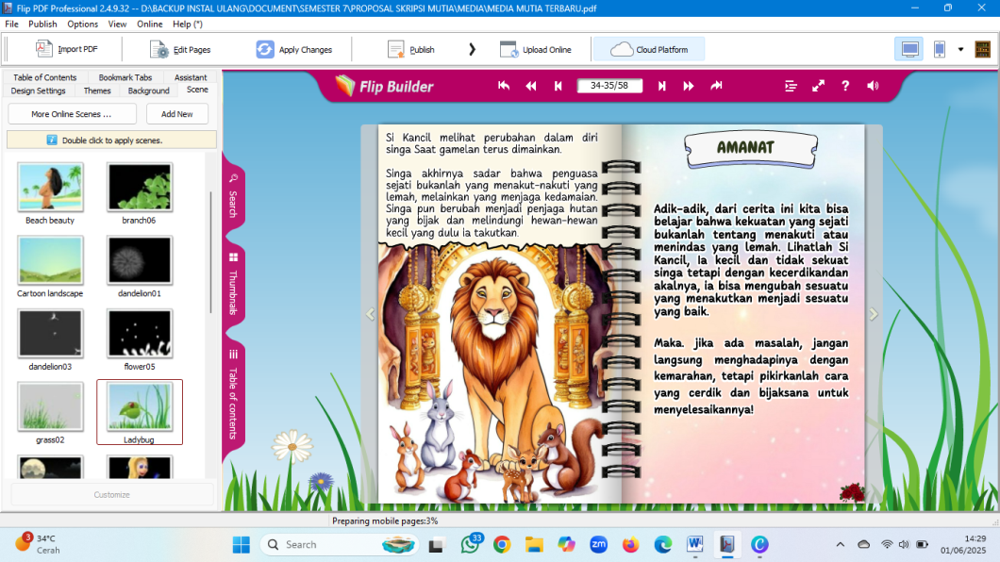 Flip PDF Professional 2.4.9.32 -- D:\BACKUP INSTAL ULANG\DOCUMENT\SEMESTER 7\PROPOSAL SKRIPSI MUTIA\MEDIA\MEDIA MUTIA TERBARU.pdf
File Publish Options View Online Help (*)
Import PDF Edit Pages Apply Changes Publish Upload Online Cloud Platform
Table of Contents Bookmark Tabs Assistant
Design Settings Themes Background Scene
More Online Scenes ... Add New
Double click to apply scenes.
Beach beauty branch06
Cartoon landscape dandelion01
dandelion03 flower05
grass02 Ladybug
Customize
Flip Builder
34-35/58
Search
Thumbnails
Table of contents
Si Kancil melihat perubahan dalam diri
singa Saat gamelan terus dimainkan.
Singa akhirnya sadar bahwa penguasa
sejati bukanlah yang menakut-nakuti yang
lemah, melainkan yang menjaga kedamaian.
Singa pun berubah menjadi penjaga hutan
yang bijak dan melindungi hewan-hewan
kecil yang dulu ia takutkan.
AMANAT
Adik-adik, dari cerita ini kita bisa
belajar bahwa kekuatan yang sejati
bukanlah tentang menakuti atau
menindas yang lemah. Lihatlah Si
Kancil, Ia kecil dan tidak sekuat
singa tetapi dengan kecerdikandan
akalnya, ia bisa mengubah sesuatu
yang menakutkan menjadi sesuatu
yang baik.
Maka. jika ada masalah, jangan
langsung menghadapinya dengan
kemarahan, tetapi pikirkanlah cara
yang cerdik dan bijaksana untuk
menyelesaikannya!
Preparing mobile pages:3%
3
34°C
Cerah
Search
33
zm
14:29
01/06/2025